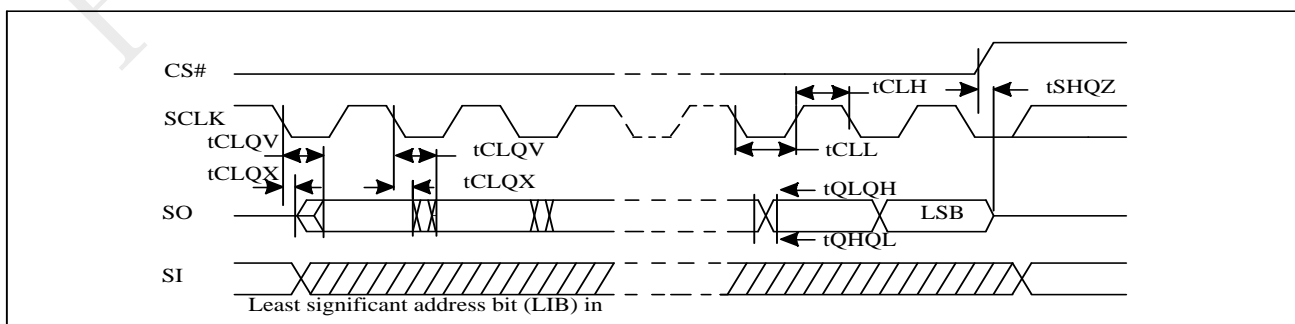 CS#
tCLH
tSHQZ
SCLK
tCLQV
tCLQV
tCLL
tCLQX
tCLQX
tQLQH
SO
LSB
tQHQL
SI
Least significant address bit (LIB) in